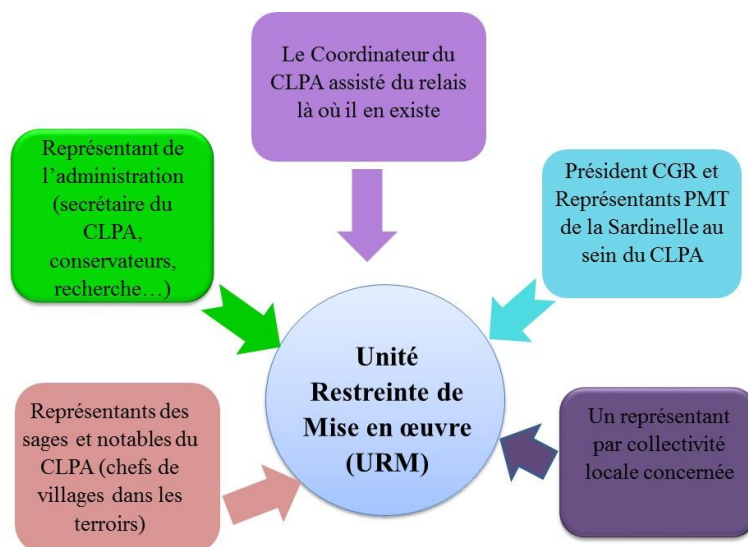 Le Coordinateur du
CLPA assisté du relais
là où il en existe
Représentant de
l’administration
(secrétaire du
CLPA,
conservateurs,
recherche…)
Président CGR et
Représentants PMT
de la Sardinelle au
sein du CLPA
Unité
Restreinte de
Mise en œuvre
(URM)
Représentants des
sages et notables du
CLPA (chefs de
villages dans les
terroirs)
Un représentant
par collectivité
locale concernée